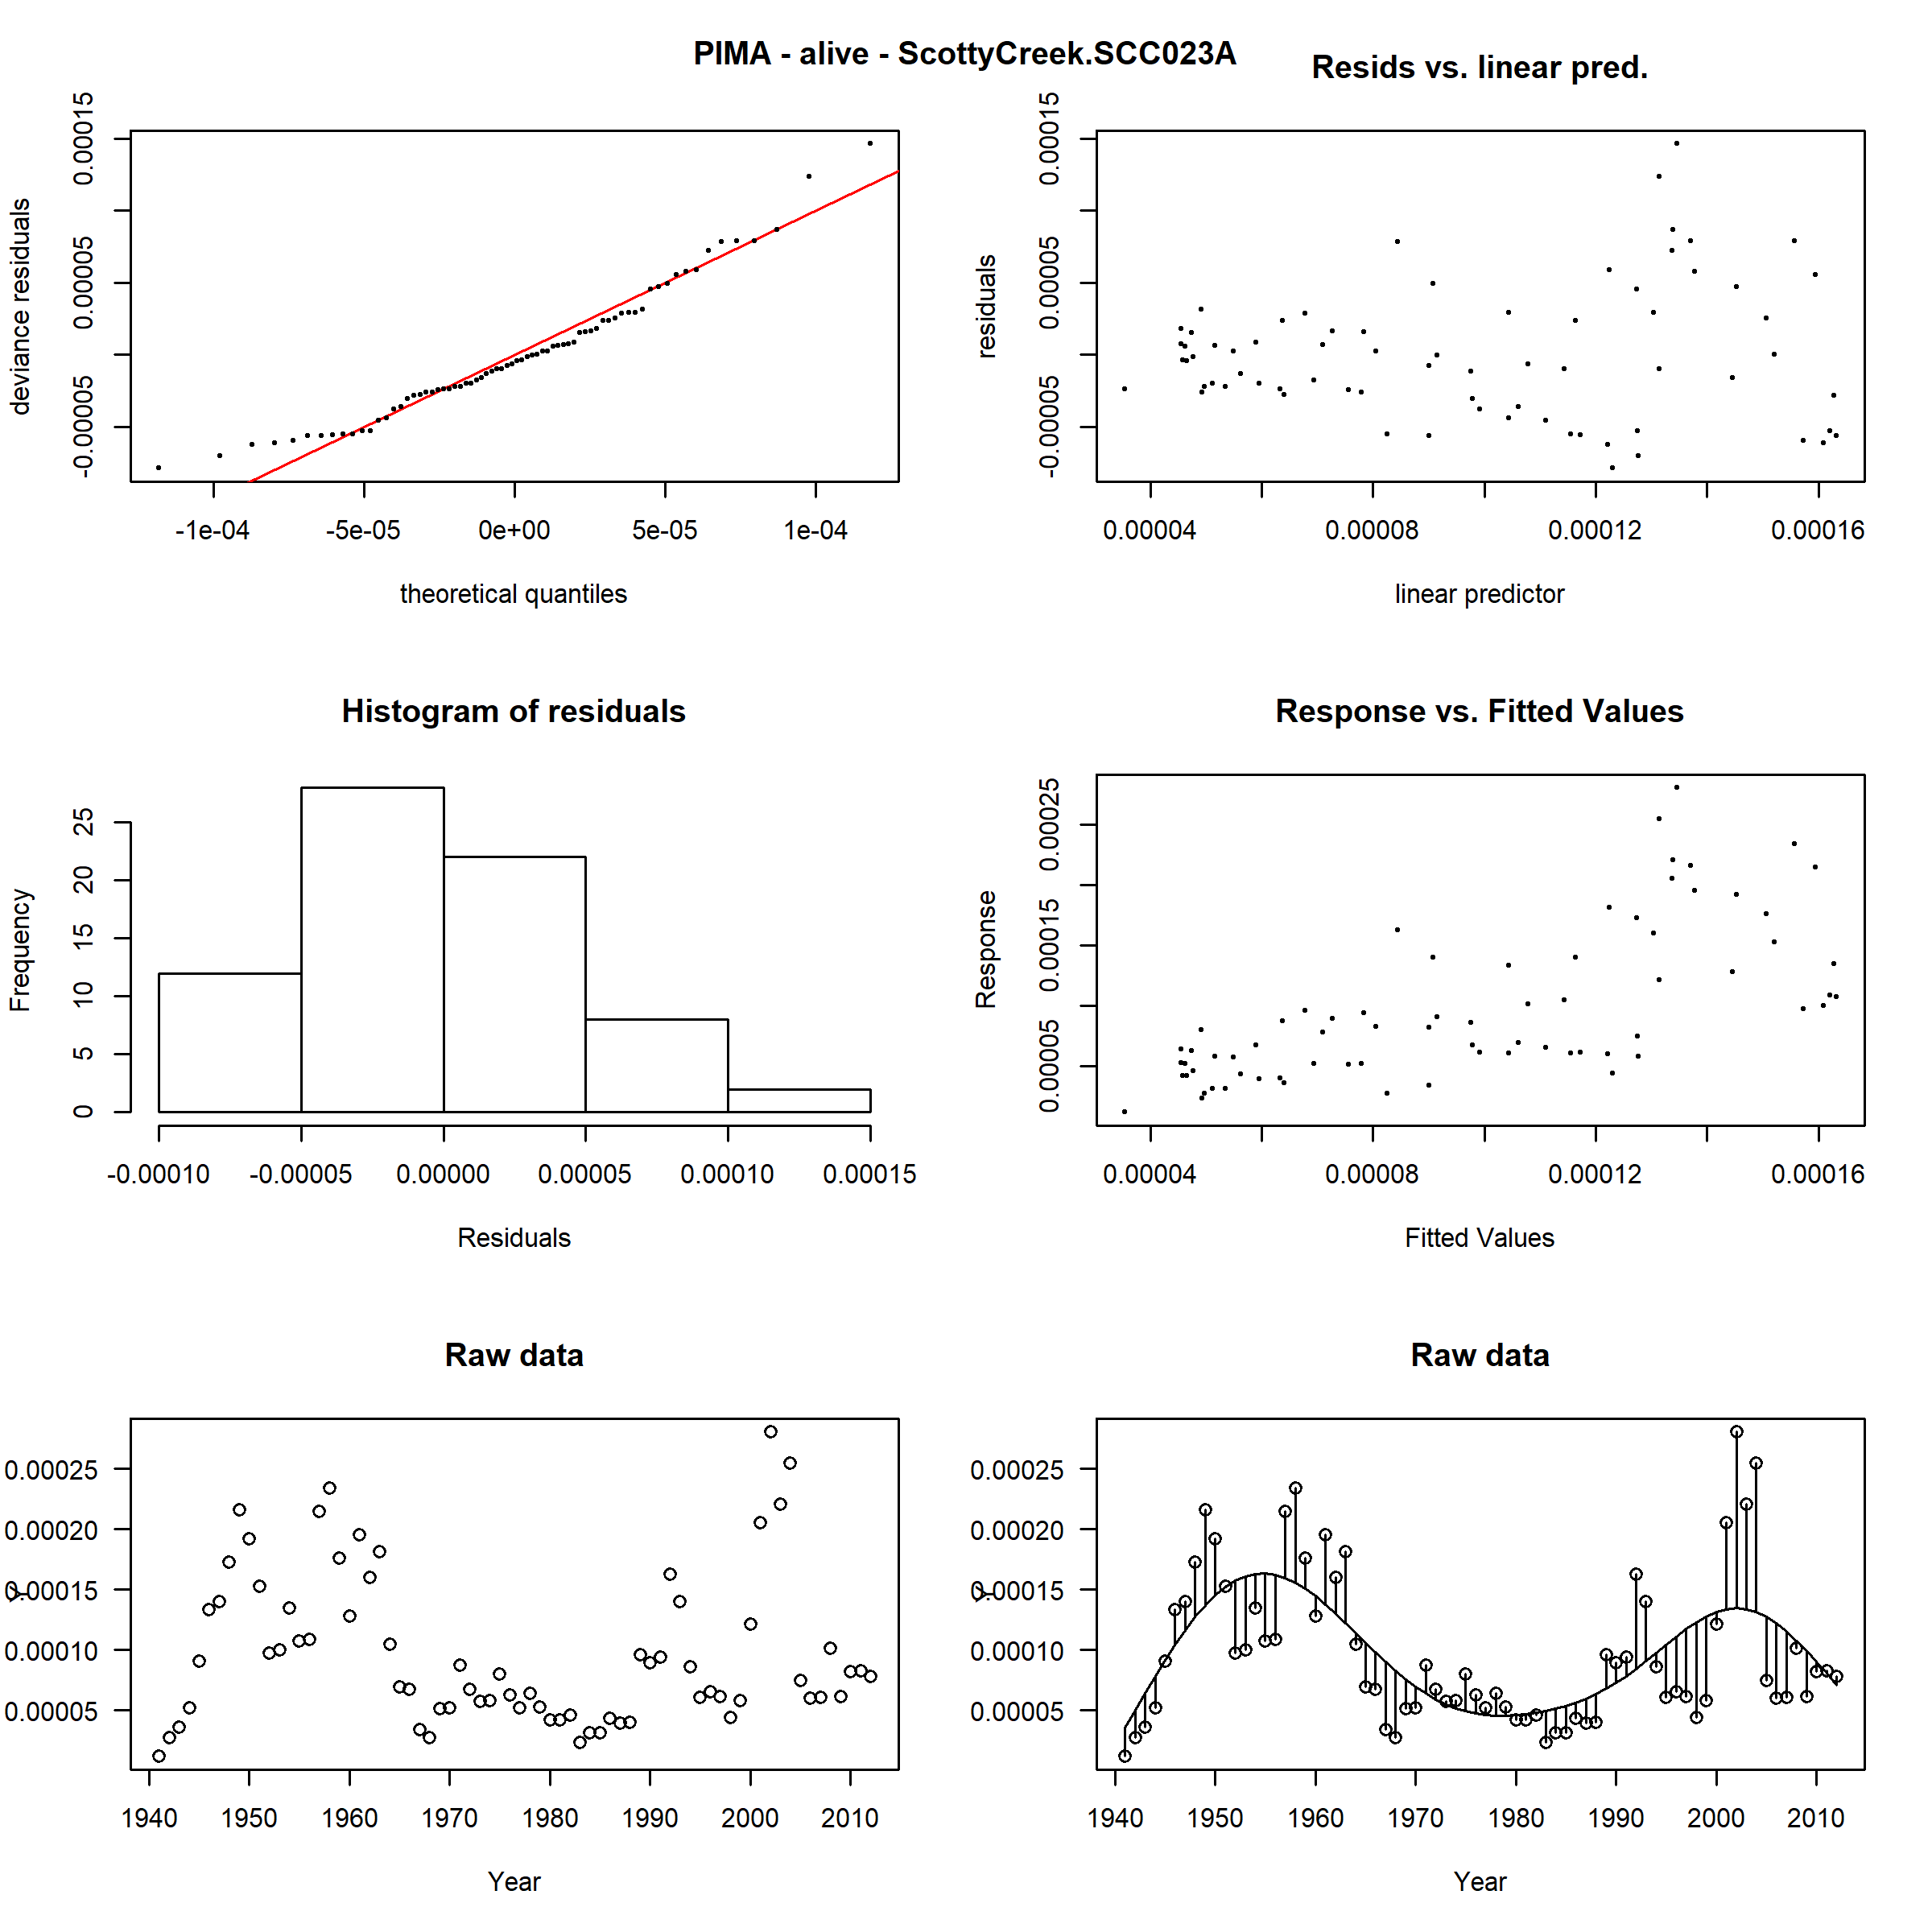 PIMA - alive - ScottyCreek.SCC023A
deviance residuals
0.00015
0.00005
-0.00005
-1e-04 -5e-05 0e+00 5e-05 1e-04
theoretical quantiles
Resids vs. linear pred.
residuals
0.00015
0.00005
-0.00005
0.00004 0.00008 0.00012 0.00016
linear predictor
Histogram of residuals
Frequency
25
20
15
10
5
0
-0.00010 -0.00005 0.00000 0.00005 0.00010 0.00015
Residuals
Response vs. Fitted Values
Response
0.00025
0.00015
0.00005
0.00004 0.00008 0.00012 0.00016
Fitted Values
Raw data
Y
0.00025
0.00020
0.00015
0.00010
0.00005
1940 1950 1960 1970 1980 1990 2000 2010
Year
Raw data
Y
0.00025
0.00020
0.00015
0.00010
0.00005
1940 1950 1960 1970 1980 1990 2000 2010
Year